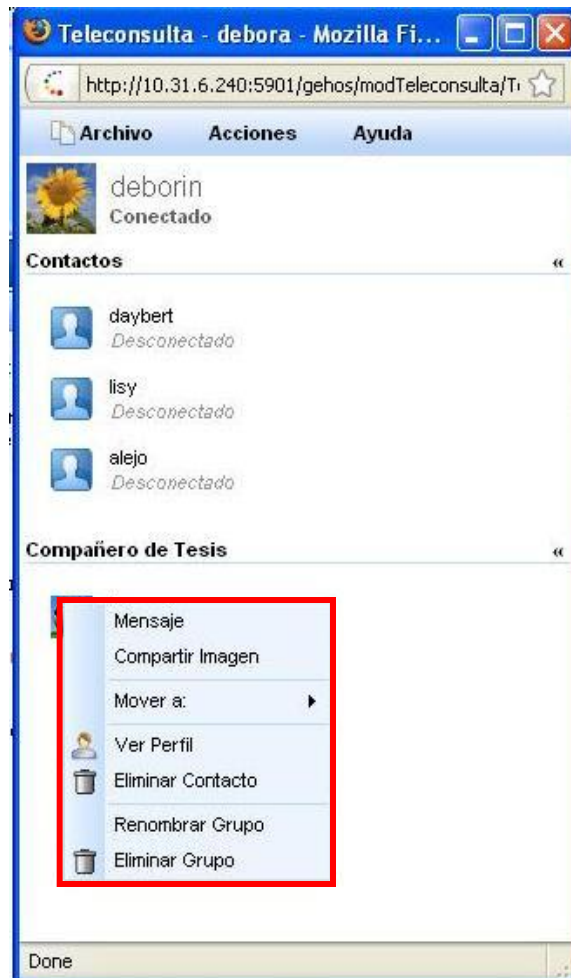 Teleconsulta - debora - Mozilla Fi...
http://10.31.6.240:5901/gehos/modTeleconsulta/T
Archivo Acciones Ayuda
deborin
Conectado
Contactos «
daybert
Desconectado
lisy
Desconectado
alejo
Desconectado
Compañero de Tesis «
Mensaje
Compartir Imagen
Mover a:
Ver Perfil
Eliminar Contacto
Renombrar Grupo
Eliminar Grupo
Done